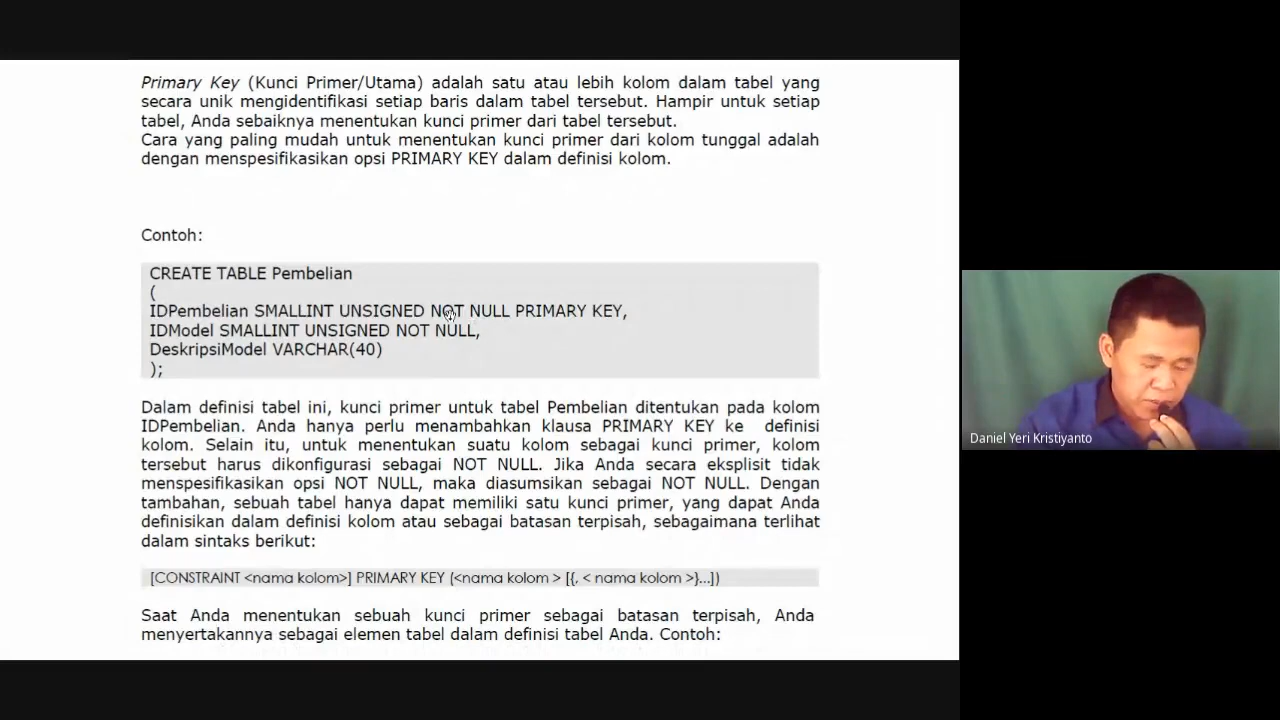 Primary Key (Kunci Primer/Utama) adalah satu atau lebih kolom dalam tabel yang
secara unik mengidentifikasi setiap baris dalam tabel tersebut. Hampir untuk setiap
tabel, Anda sebaiknya menentukan kunci primer dari tabel tersebut.
Cara yang paling mudah untuk menentukan kunci primer dari kolom tunggal adalah
dengan menspesifikasikan opsi PRIMARY KEY dalam definisi kolom.
Contoh:
CREATE TABLE Pembelian
(
IDPembelian SMALLINT UNSIGNED NOT NULL PRIMARY KEY,
IDModel SMALLINT UNSIGNED NOT NULL,
DeskripsiModel VARCHAR(40)
);
Dalam definisi tabel ini, kunci primer untuk tabel Pembelian ditentukan pada kolom
IDPembelian. Anda hanya perlu menambahkan klausa PRIMARY KEY ke definisi
kolom. Selain itu, untuk menentukan suatu kolom sebagai kunci primer, kolom
tersebut harus dikonfigurasi sebagai NOT NULL. Jika Anda secara eksplisit tidak
menspesifikasikan opsi NOT NULL, maka diasumsikan sebagai NOT NULL. Dengan
tambahan, sebuah tabel hanya dapat memiliki satu kunci primer, yang dapat Anda
definisikan dalam definisi kolom atau sebagai batasan terpisah, sebagaimana terlihat
dalam sintaks berikut:
[CONSTRAINT <nama kolom>] PRIMARY KEY (<nama kolom > [{, < nama kolom >}...])
Saat Anda menentukan sebuah kunci primer sebagai batasan terpisah, Anda
menyertakannya sebagai elemen tabel dalam definisi tabel Anda. Contoh:
Daniel Yeri Kristiyanto